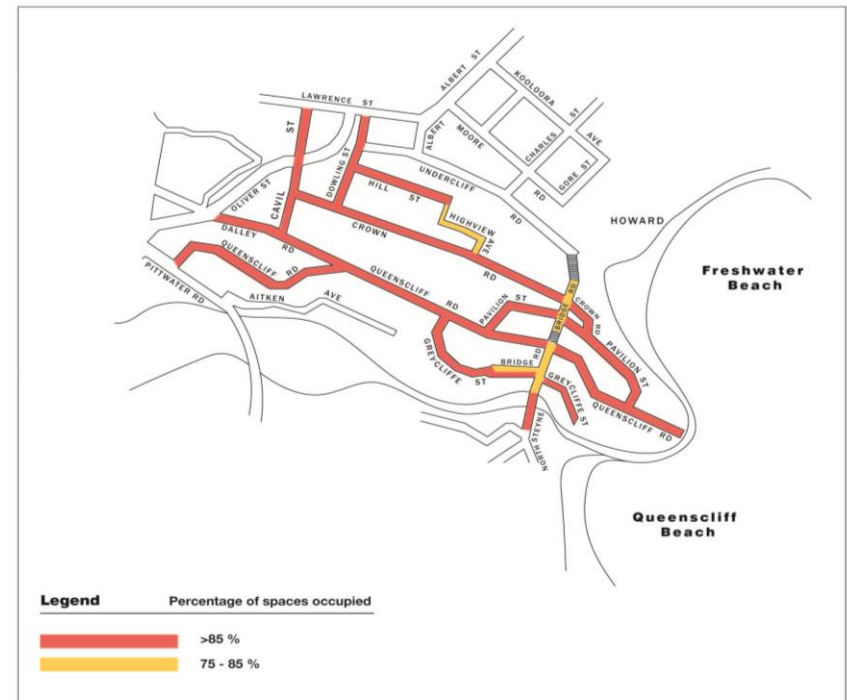 ALBERT ST
KOOLOORA ST
LAWRENCE ST
ST
ALBERT
MOORE
CHARLES
AVE
GORE ST
UNDERCLIFF
RD
RD
DOWLING ST
HILL ST
OLIVER ST
CAVIL
HIGHVIEW
AVE
HOWARD
DALLEY RD
CROWN
RD
Freshwater
Beach
QUEENSCLIFF RD
PITTWATER RD
AITKEN AVE
QUEENSCLIFF RD
PAVILION ST
BRIDGE RD
CROWN RD
PAVILION ST
GREYCLIFFE ST
BRIDGE RD
GREYCLIFFE ST
QUEENSCLIFF RD
NORTH STEYNE
Queenscliff
Beach
Legend Percentage of spaces occupied
>85 %
75 - 85 %